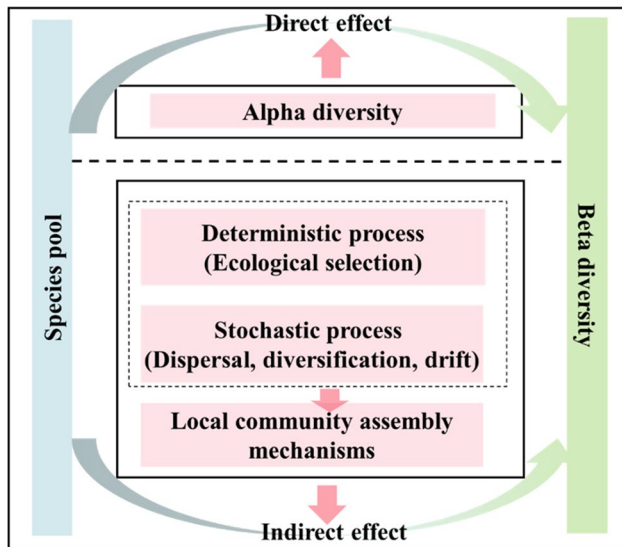 Direct effect
Alpha diversity
Species pool
Deterministic process
(Ecological selection)
Stochastic process
(Dispersal, diversification, drift)
Local community assembly
mechanisms
Beta diversity
Indirect effect